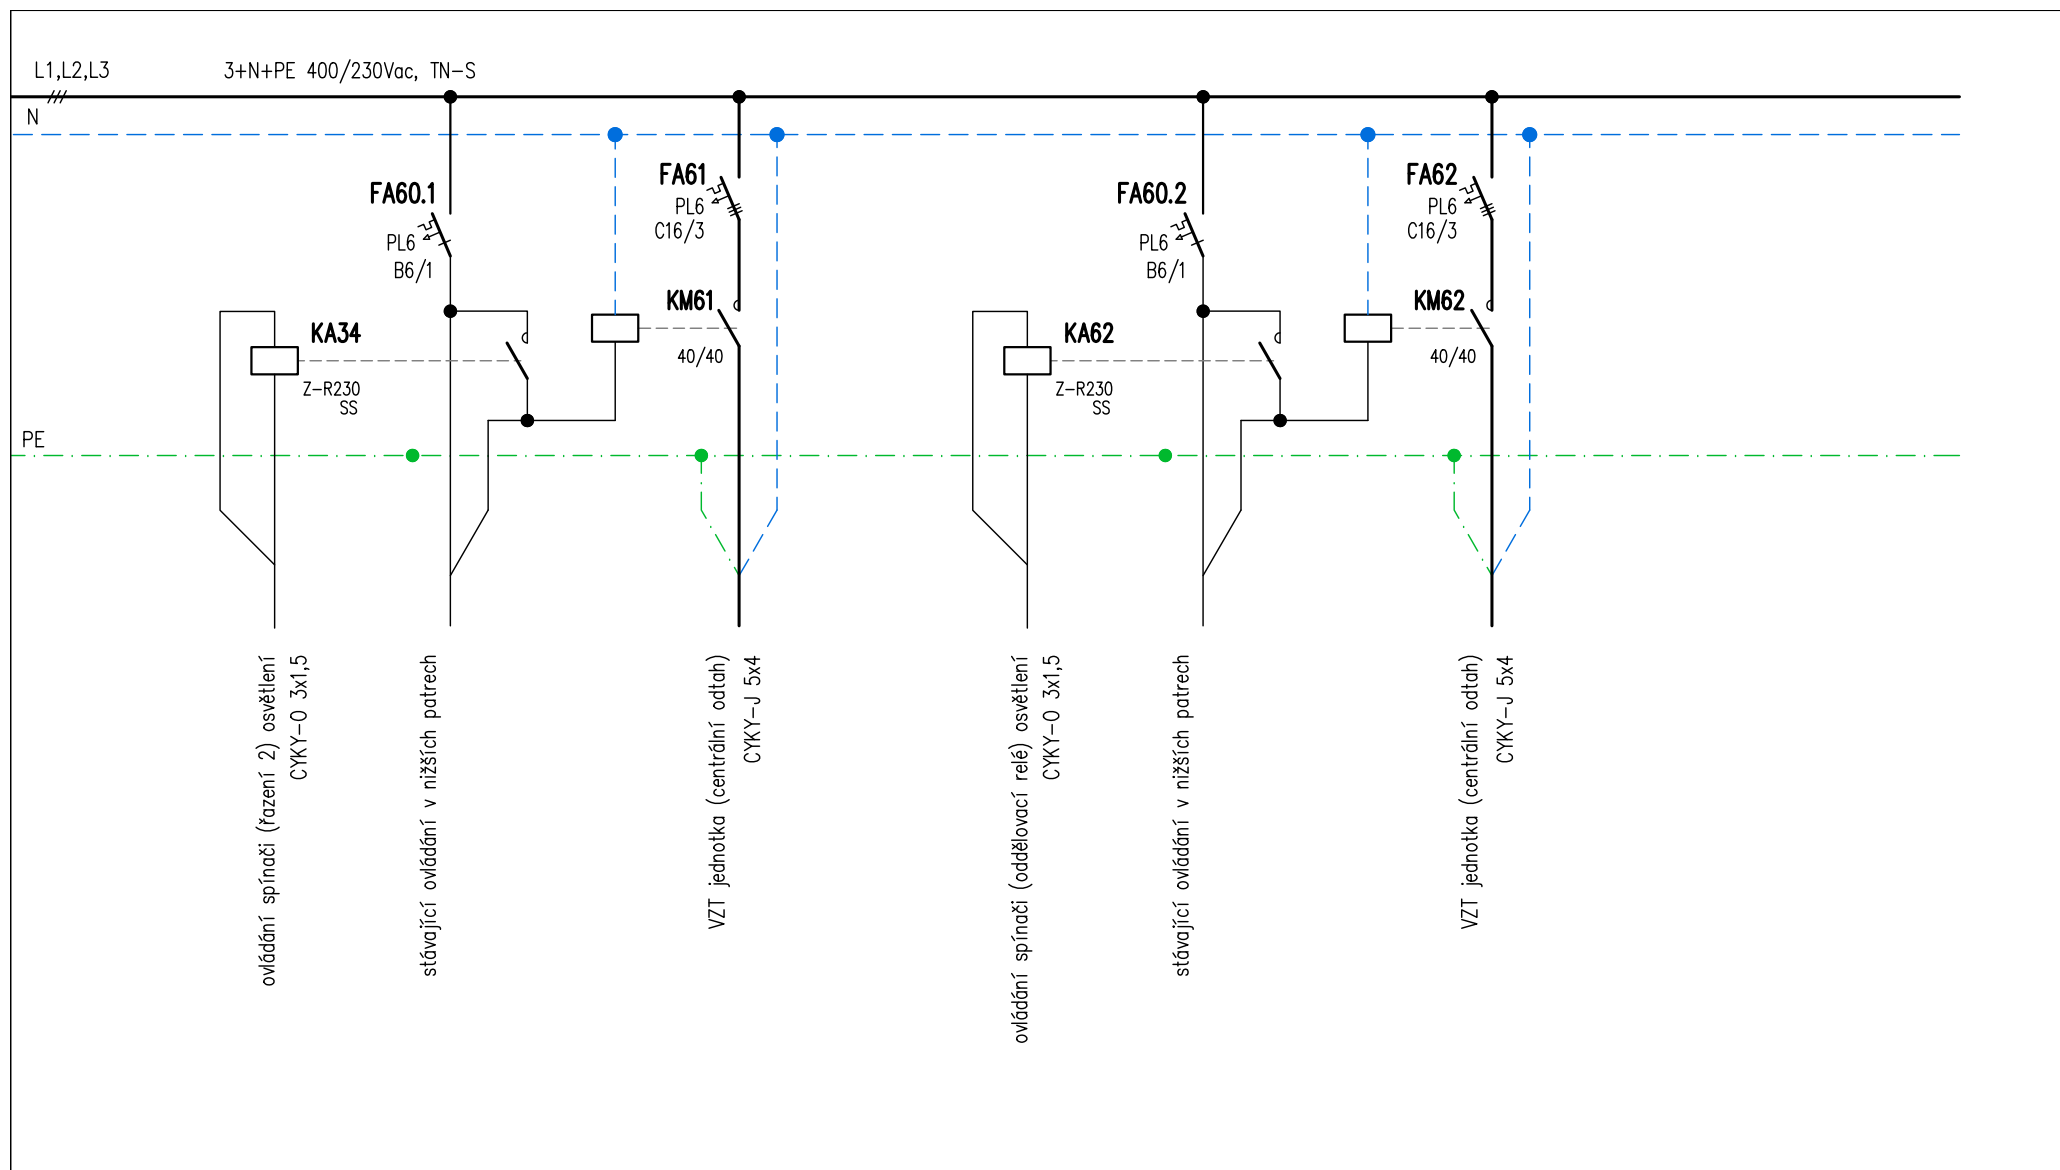 L1,L2,L3
3+N+PE 400/230Vac, TN-S
N
FA60.1
PL6
B6/1
FA61
PL6
C16/3
FA60.2
PL6
B6/1
FA62
PL6
C16/3
KA34
Z-R230
SS
KM61
40/40
KA62
Z-R230
SS
KM62
40/40
PE
ovládání spínači (řazení 2) osvětlení
CYKY-O 3x1,5
stávající ovládání v nižších patrech
VZT jednotka (centrální odtah)
CYKY-J 5x4
ovládání spínači (oddělovací relé) osvětlení
CYKY-O 3x1,5
stávající ovládání v nižších patrech
VZT jednotka (centrální odtah)
CYKY-J 5x4